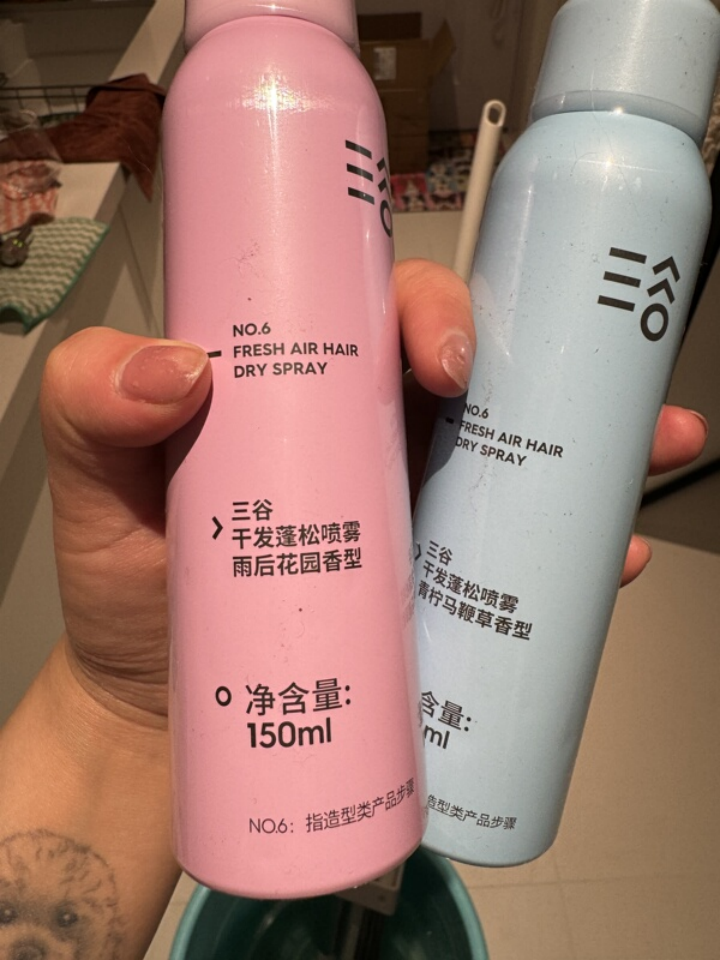 三谷
NO.6
FRESH AIR HAIR
DRY SPRAY
三谷
干发蓬松喷雾
雨后花园香型
净含量:
150ml
NO.6: 指造型类产品步骤
三谷
NO.6
FRESH AIR HAIR
DRY SPRAY
三谷
干发蓬松喷雾
青柠马鞭草香型
含量:
ml
造型类产品步骤